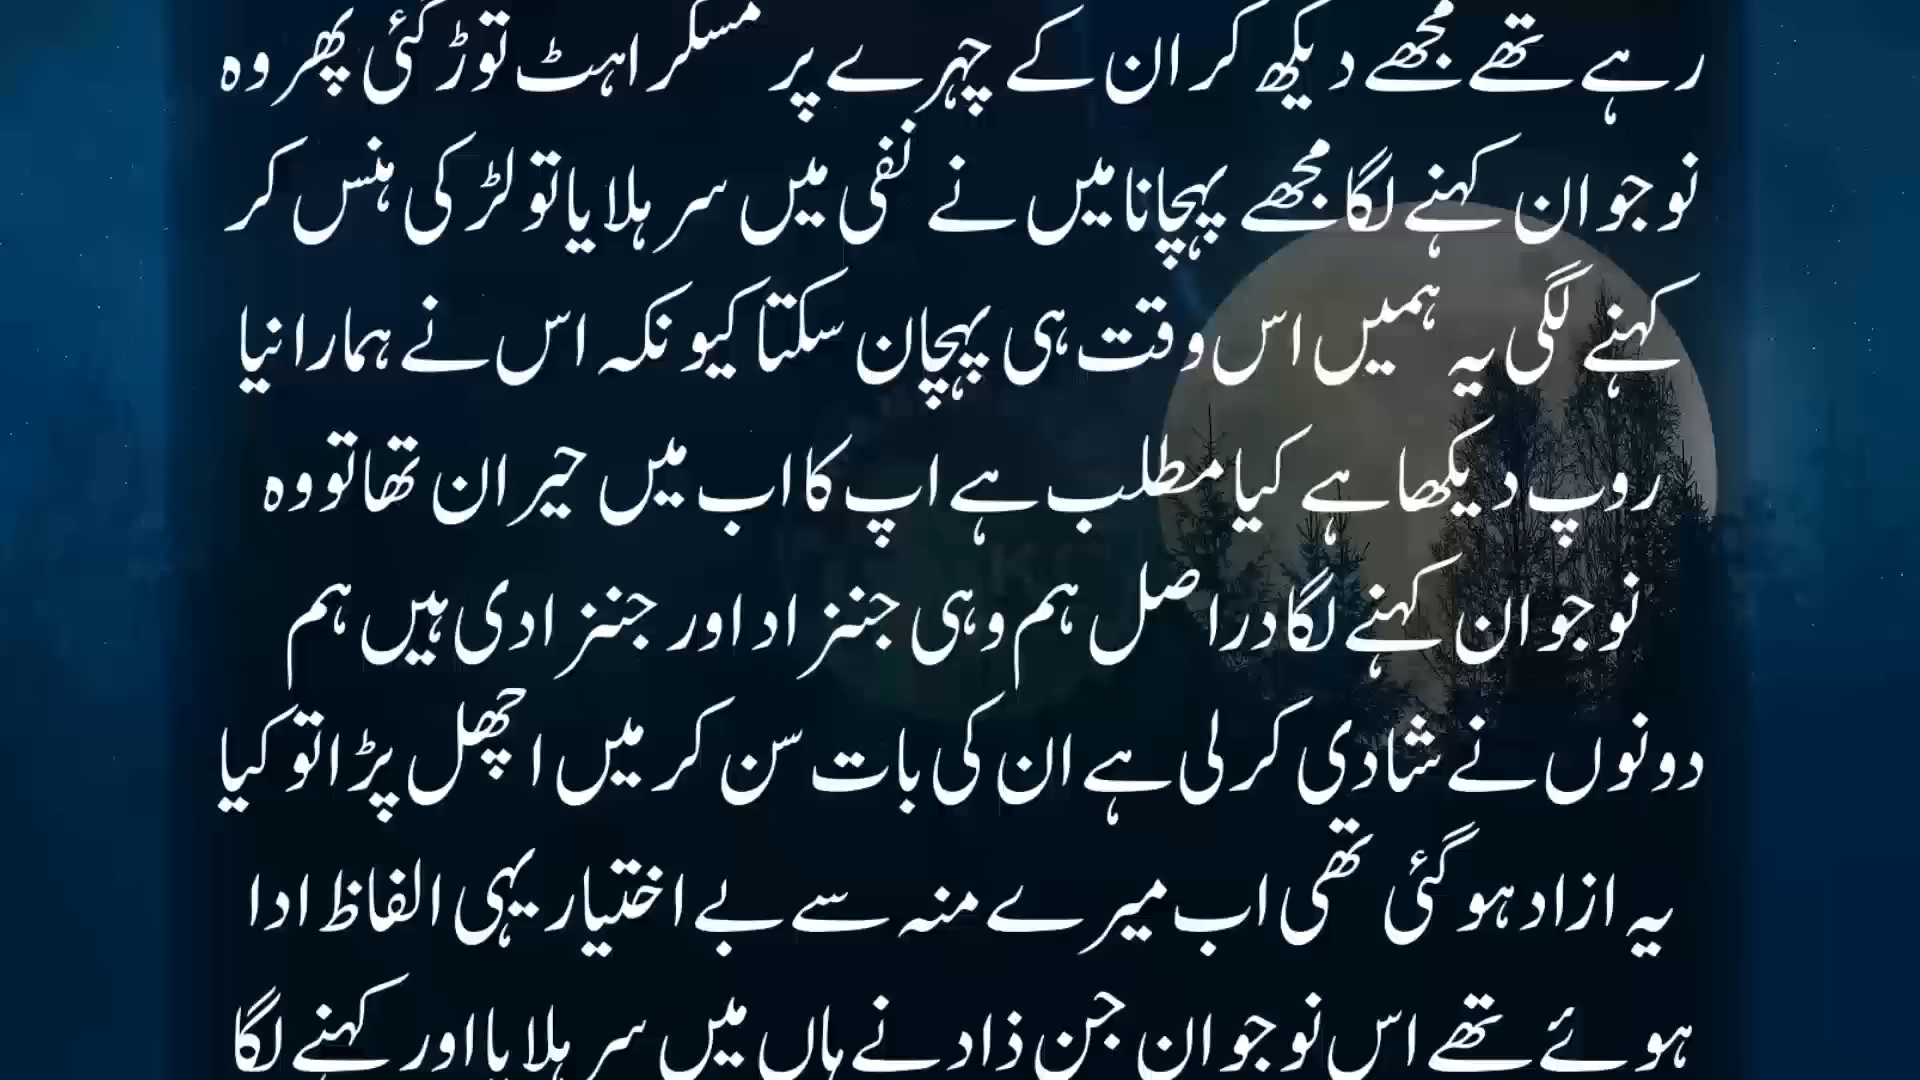 رہے تھے مجھے دیکھ کر ان کے چہرے پر مسکراہٹ توڑ گئی پھر وہ
نوجوان کہنے لگا مجھے پہچانا میں نے نفی میں سر ہلایا تو لڑکی ہنس کر
کہنے لگی یہ ہمیں اس وقت ہی پہچان سکتا کیونکہ اس نے ہمارا نیا
روپ دیکھا ہے کیا مطلب ہے اپ کا اب میں حیران تھا تو وہ
نوجوان کہنے لگا دراصل ہم وہی جننزاد اور جننزادی ہیں ہم
دونوں نے شادی کر لی ہے ان کی بات سن کر میں اچھل پڑا تو کیا
یہ ازاد ہو گئی تھی اب میرے منہ سے بے اختیار یہی الفاظ ادا
ہوئے تھے اس نوجوان جن ذاد نے ہاں میں سر ہلایا اور کہنے لگا